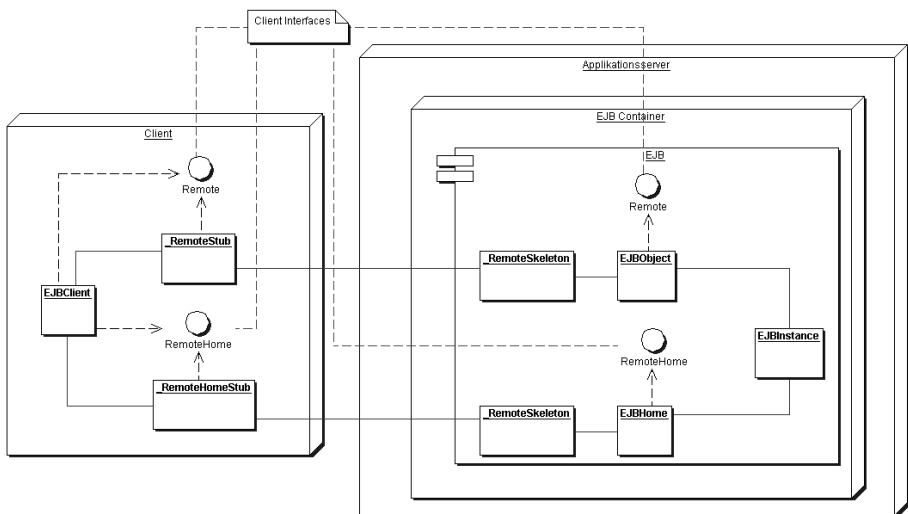 Client Interfaces
Applikationsserver
EJB Container
Client
EJB
Remote
Remote
_RemoteStub
_RemoteSkeleton
EJBObject
EJBClient
RemoteHome
EJBInstance
RemoteHome
_RemoteHomeStub
_RemoteSkeleton
EJBHome